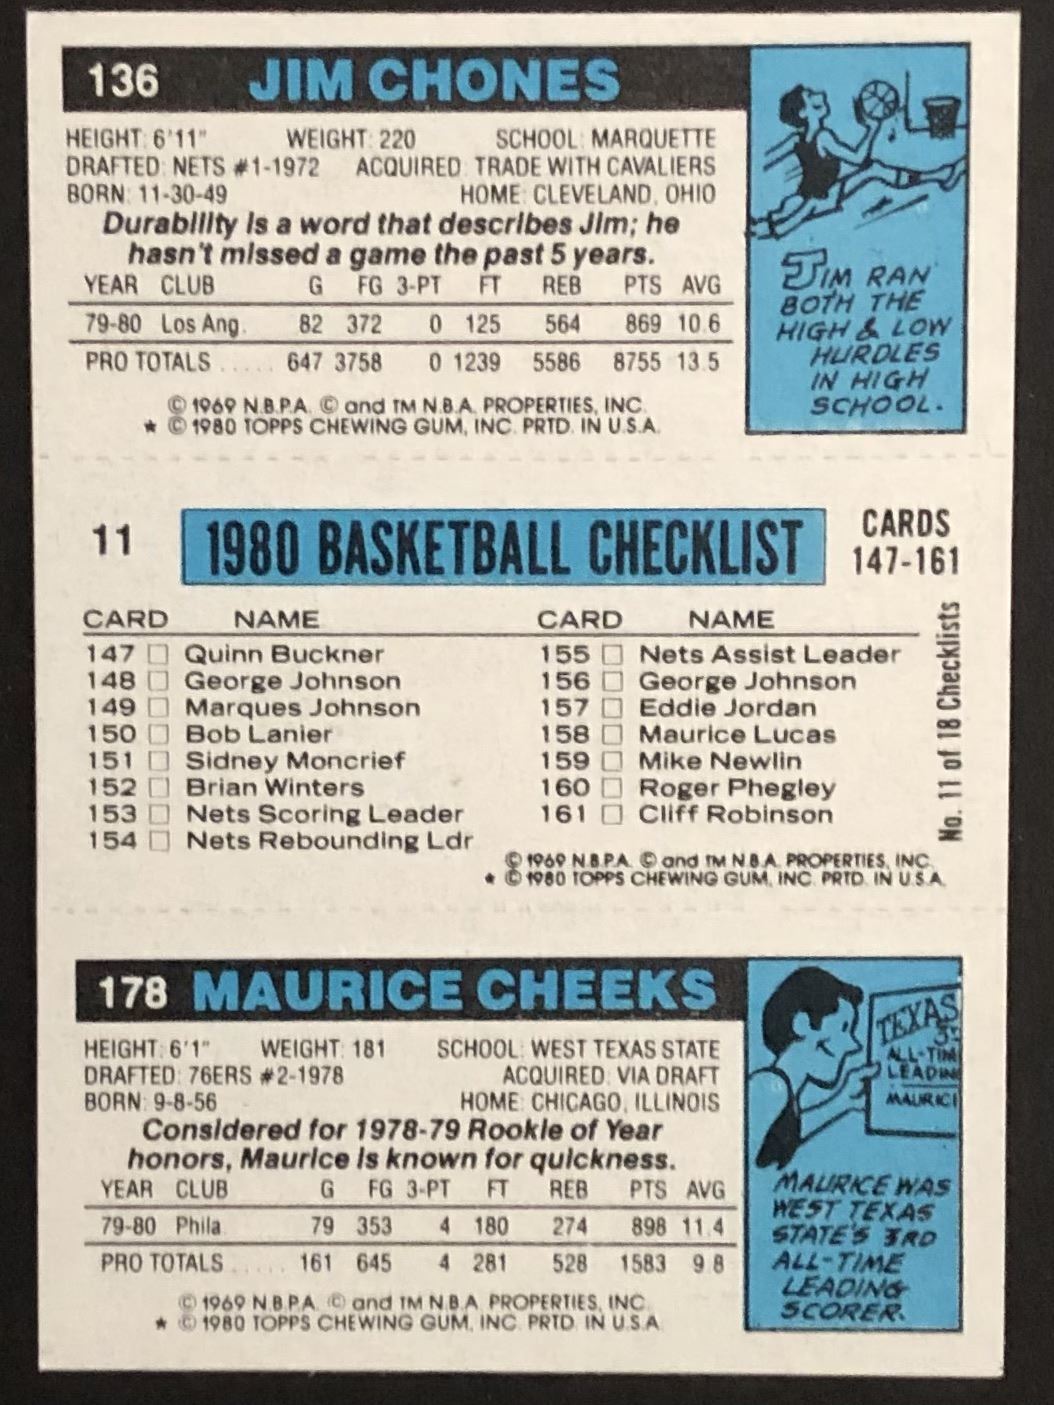 136 JIM CHONES
HEIGHT: 6'11" WEIGHT: 220 SCHOOL: MARQUETTE
DRAFTED: NETS #1-1972 ACQUIRED: TRADE WITH CAVALIERS
BORN: 11-30-49 HOME: CLEVELAND, OHIO
Durability is a word that describes Jim; he
hasn't missed a game the past 5 years.
YEAR CLUB G FG 3-PT FT REB PTS AVG
79-80 Los Ang. 82 372 0 125 564 869 10.6
PRO TOTALS ..... 647 3758 0 1239 5586 8755 13.5
© 1969 N.B.P.A. © and TM N.B.A. PROPERTIES, INC.
* © 1980 TOPPS CHEWING GUM, INC. PRTD. IN U.S.A.
JIM RAN
BOTH THE
HIGH & LOW
HURDLES
IN HIGH
SCHOOL.
11 1980 BASKETBALL CHECKLIST CARDS
147-161
CARD NAME CARD NAME
147 □ Quinn Buckner 155 □ Nets Assist Leader
148 □ George Johnson 156 □ George Johnson
149 □ Marques Johnson 157 □ Eddie Jordan
150 □ Bob Lanier 158 □ Maurice Lucas
151 □ Sidney Moncrief 159 □ Mike Newlin
152 □ Brian Winters 160 □ Roger Phegley
153 □ Nets Scoring Leader 161 □ Cliff Robinson
154 □ Nets Rebounding Ldr
No. 11 of 18 Checklists
© 1969 N.B.P.A. © and TM N.B.A. PROPERTIES, INC.
* © 1980 TOPPS CHEWING GUM, INC. PRTD. IN U.S.A.
178 MAURICE CHEEKS
HEIGHT: 6'1" WEIGHT: 181 SCHOOL: WEST TEXAS STATE
DRAFTED: 76ERS #2-1978 ACQUIRED: VIA DRAFT
BORN: 9-8-56 HOME: CHICAGO, ILLINOIS
Considered for 1978-79 Rookie of Year
honors, Maurice is known for quickness.
YEAR CLUB G FG 3-PT FT REB PTS AVG
79-80 Phila. 79 353 4 180 274 898 11.4
PRO TOTALS ..... 161 645 4 281 528 1583 9.8
© 1969 N.B.P.A. © and TM N.B.A. PROPERTIES, INC.
* © 1980 TOPPS CHEWING GUM, INC. PRTD. IN U.S.A.
TEXAS
ST
ALL-TIM
LEADIN
MAURICE
MAURICE WAS
WEST TEXAS
STATE'S 3RD
ALL-TIME
LEADING
SCORER.